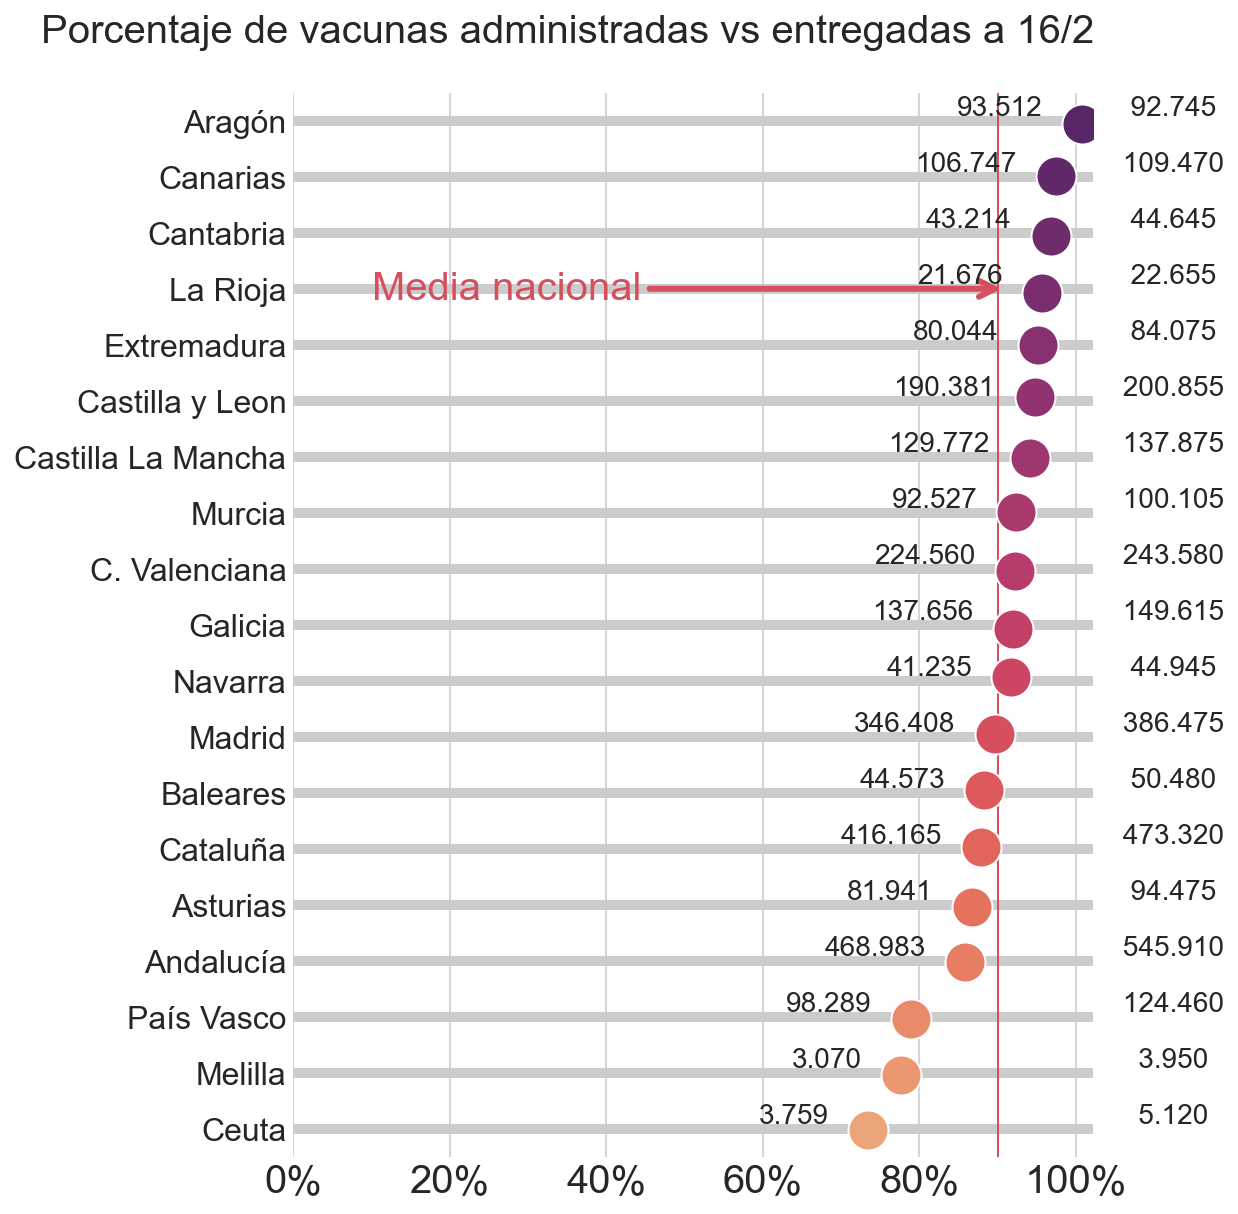 Porcentaje de vacunas administradas vs entregadas a 16/2
Aragón 93.512 92.745
Canarias 106.747 109.470
Cantabria 43.214 44.645
La Rioja Media nacional 21.676 22.655
Extremadura 80.044 84.075
Castilla y Leon 190.381 200.855
Castilla La Mancha 129.772 137.875
Murcia 92.527 100.105
C. Valenciana 224.560 243.580
Galicia 137.656 149.615
Navarra 41.235 44.945
Madrid 346.408 386.475
Baleares 44.573 50.480
Cataluña 416.165 473.320
Asturias 81.941 94.475
Andalucía 468.983 545.910
País Vasco 98.289 124.460
Melilla 3.070 3.950
Ceuta 3.759 5.120
0% 20% 40% 60% 80% 100%